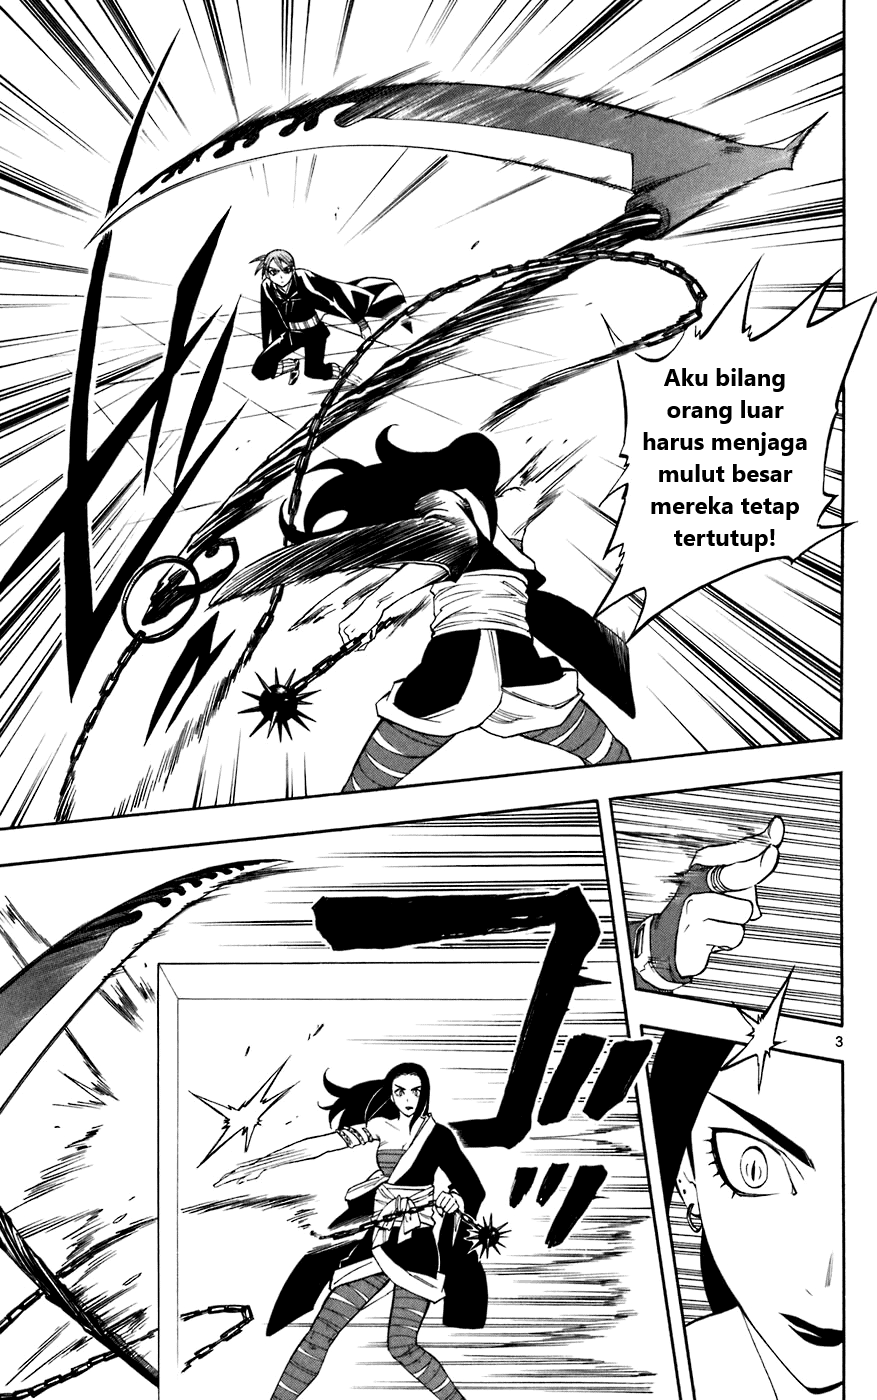 Aku bilang
orang luar
harus menjaga
mulut besar
mereka tetap
tertutup!
3